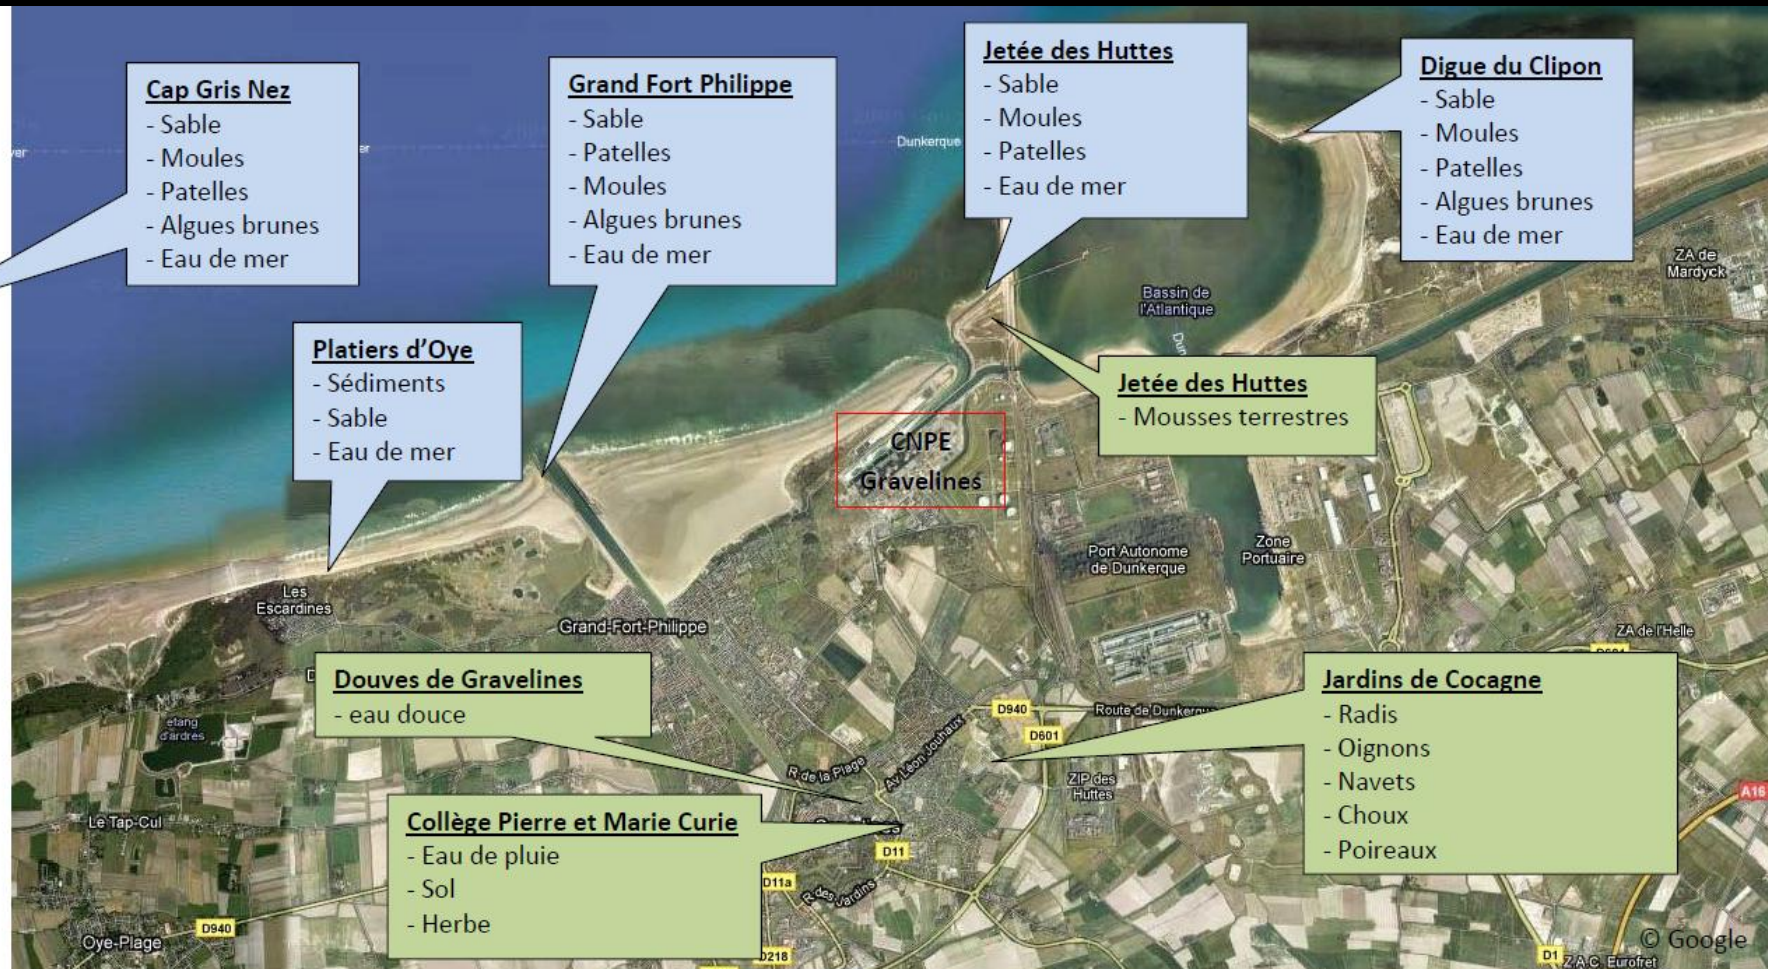 Cap Gris Nez
- Sable
- Moules
- Patelles
- Algues brunes
- Eau de mer
Grand Fort Philippe
- Sable
- Patelles
- Moules
- Algues brunes
- Eau de mer
Jetée des Huttes
- Sable
- Moules
- Patelles
- Eau de mer
Digue du Clipon
- Sable
- Moules
- Patelles
- Algues brunes
- Eau de mer
Dunkerque
ZA de
Mardyck
Bassin de
l'Atlantique
Platiers d'Oye
- Sédiments
- Sable
- Eau de mer
Jetée des Huttes
- Mousses terrestres
CNPE
Gravelines
Port Autonome
de Dunkerque
Zone
Portuaire
Les
Escardines
Grand-Fort-Philippe
ZA de l'Helle
Douves de Gravelines
- eau douce
Jardins de Cocagne
- Radis
- Oignons
- Navets
- Choux
- Poireaux
etang
d'ardres
D940
Route de Dunkerque
D601
R de la Plage
Av Léon Jouhaux
ZIP des
Huttes
A16
Le Tap-Cul
Collège Pierre et Marie Curie
- Eau de pluie
- Sol
- Herbe
D11
D11a
R des Jardins
D940
Oye-Plage
D218
© Google
D1
Z.A.C. Eurofret